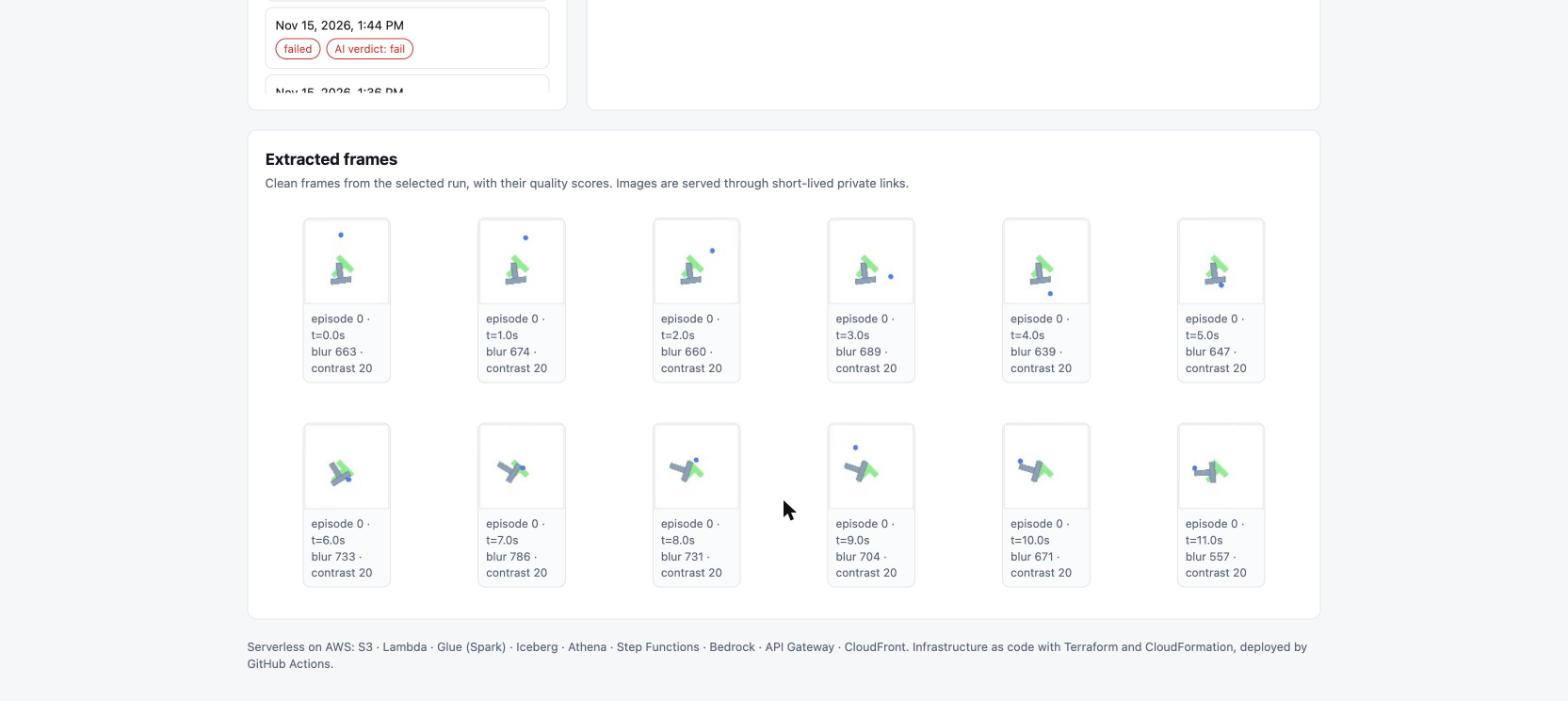 Nov 15, 2026, 1:44 PM
failed AI verdict: fail
Nov 15, 2026, 1:36 PM
Extracted frames
Clean frames from the selected run, with their quality scores. Images are served through short-lived private links.
episode 0 ·
t=0.0s
blur 663 ·
contrast 20
episode 0 ·
t=1.0s
blur 674 ·
contrast 20
episode 0 ·
t=2.0s
blur 660 ·
contrast 20
episode 0 ·
t=3.0s
blur 689 ·
contrast 20
episode 0 ·
t=4.0s
blur 639 ·
contrast 20
episode 0 ·
t=5.0s
blur 647 ·
contrast 20
episode 0 ·
t=6.0s
blur 733 ·
contrast 20
episode 0 ·
t=7.0s
blur 786 ·
contrast 20
episode 0 ·
t=8.0s
blur 731 ·
contrast 20
episode 0 ·
t=9.0s
blur 704 ·
contrast 20
episode 0 ·
t=10.0s
blur 671 ·
contrast 20
episode 0 ·
t=11.0s
blur 557 ·
contrast 20
Serverless on AWS: S3 · Lambda · Glue (Spark) · Iceberg · Athena · Step Functions · Bedrock · API Gateway · CloudFront. Infrastructure as code with Terraform and CloudFormation, deployed by
GitHub Actions.